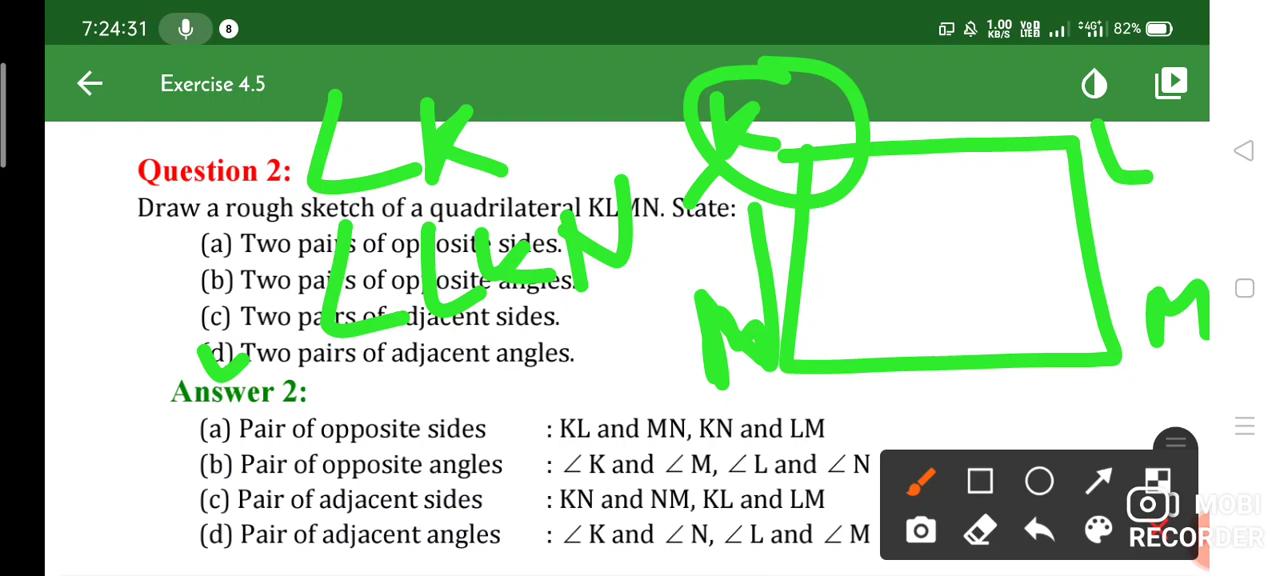 7:24:31 8 1.00 KB/S Vo) LTE2 4G+ 82%
Exercise 4.5
∠K
K
L
Question 2:
Draw a rough sketch of a quadrilateral KLMN. State:
(a) Two pairs of opposite sides.
(b) Two pairs of opposite angles.
(c) Two pairs of adjacent sides.
(d) Two pairs of adjacent angles.
∠LKN
N
M
Answer 2:
(a) Pair of opposite sides : KL and MN, KN and LM
(b) Pair of opposite angles : ∠ K and ∠ M, ∠ L and ∠ N
(c) Pair of adjacent sides : KN and NM, KL and LM
(d) Pair of adjacent angles : ∠ K and ∠ N, ∠ L and ∠ M
MOBI
RECORDER